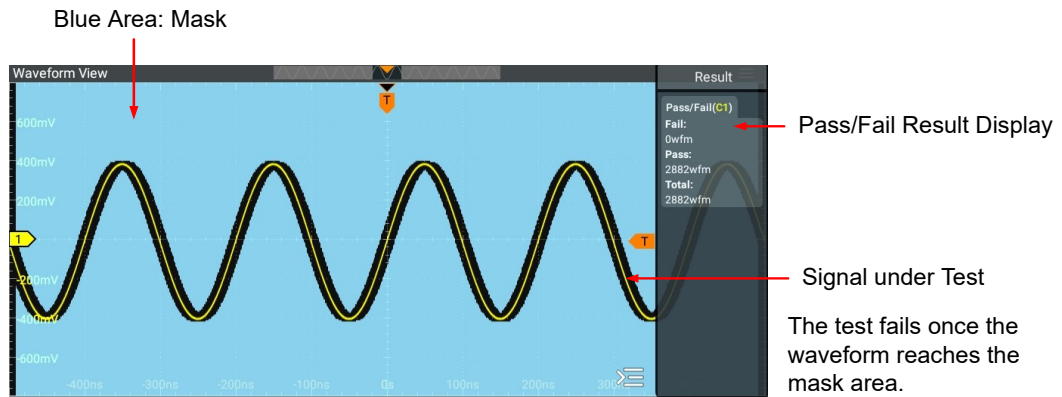 Blue Area: Mask
Waveform View
Result
T
600mV
400mV
200mV
1
T
-200mV
-400mV
-600mV
-400ns
-300ns
-200ns
-100ns
0s
100ns
200ns
Pass/Fail(C1)
Fail:
0wfm
Pass:
2882wfm
Total:
2882wfm
Pass/Fail Result Display
Signal under Test
The test fails once the
waveform reaches the
mask area.